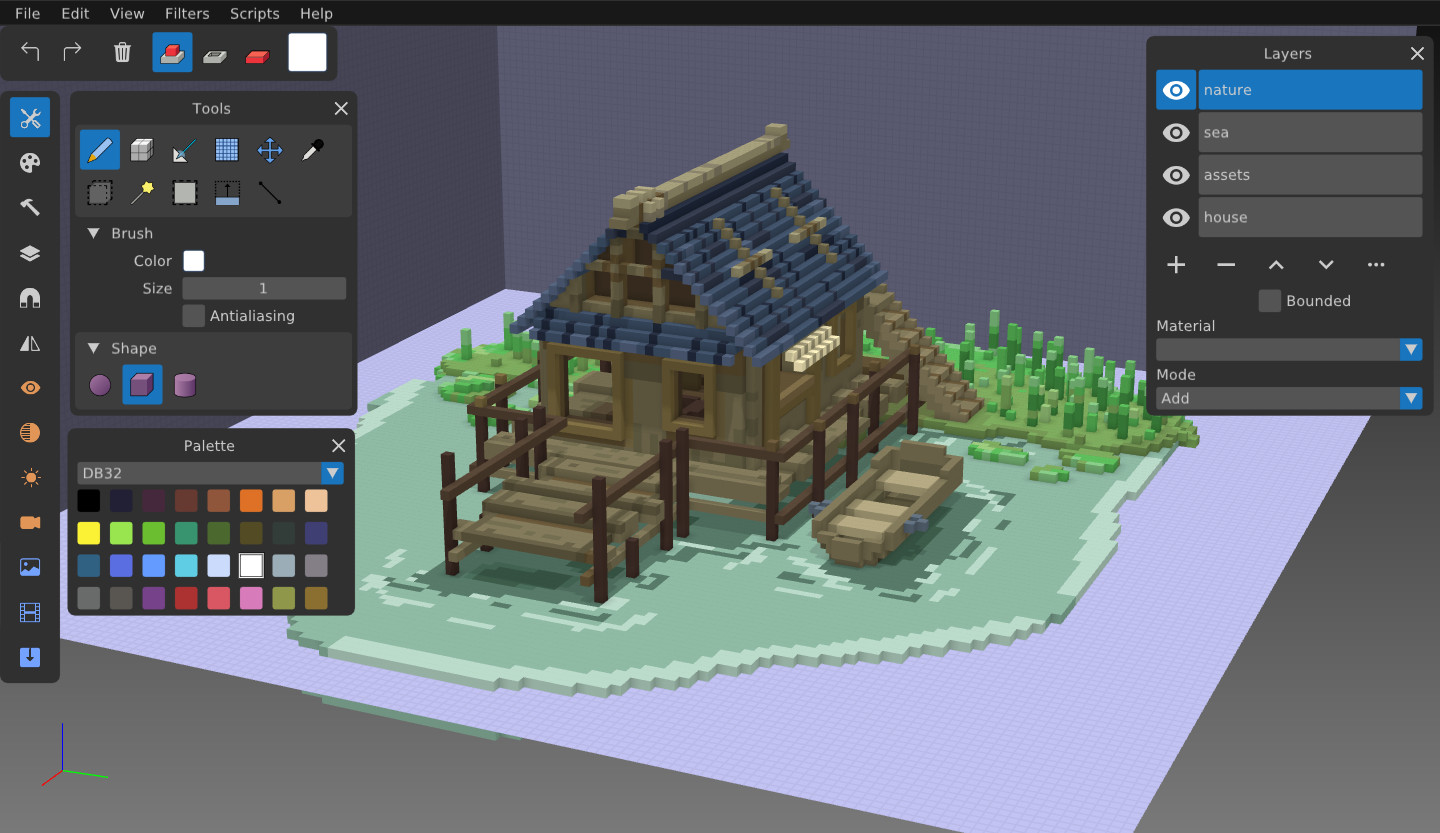 File Edit View Filters Scripts Help
Tools
Brush
Color
Size 1
Antialiasing
Shape
Palette
DB32
Layers
nature
sea
assets
house
Bounded
Material
Mode
Add